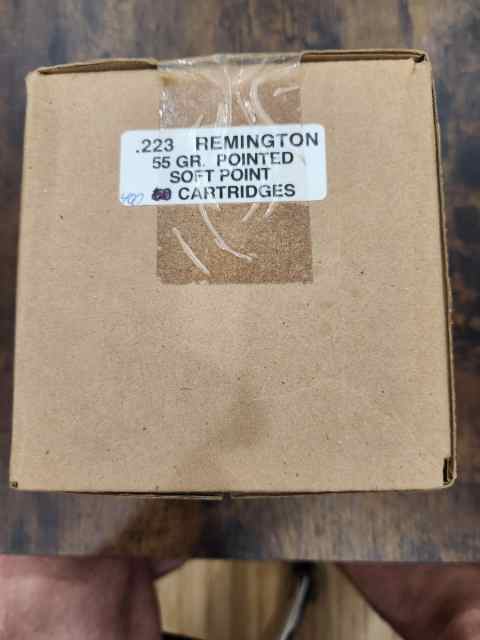 .223 REMINGTON
55 GR. POINTED
SOFT POINT
CARTRIDGES